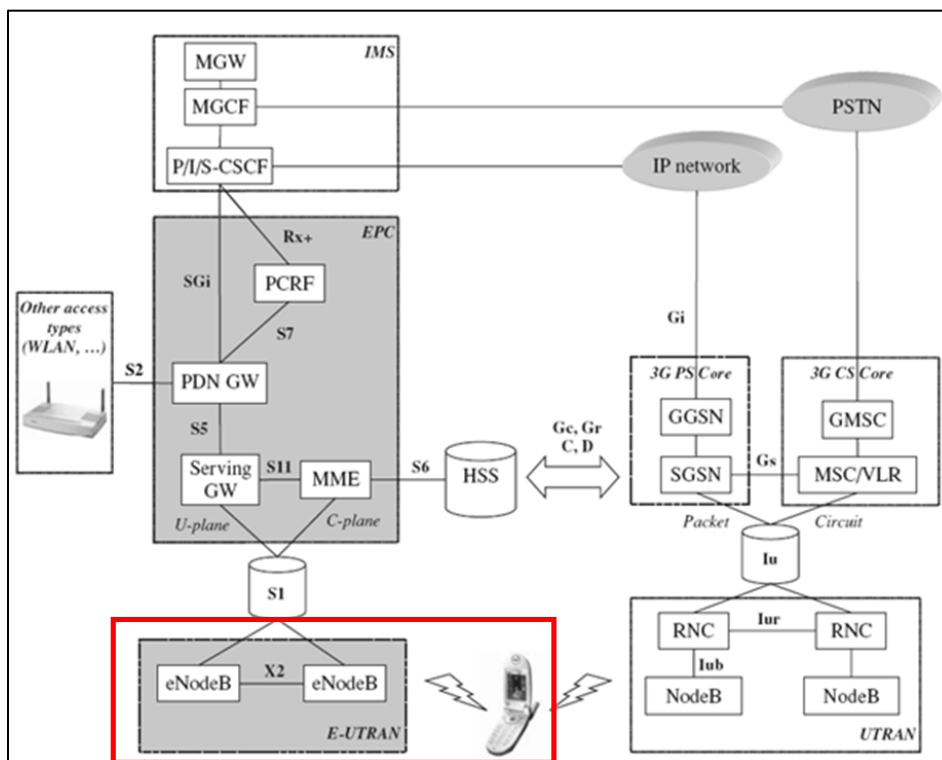 IMS
MGW
MGCF
PSTN
P/I/S-CSCF
IP network
EPC
Rx+
SGi
PCRF
Gi
Other access
types
(WLAN, ...)
S7
S2
PDN GW
3G PS Core
3G CS Core
S5
GGSN
GMSC
Gc, Gr
C, D
Serving
GW
S11
MME
S6
HSS
SGSN
Gs
MSC/VLR
U-plane
C-plane
Packet
Circuit
Iu
S1
RNC
Iur
RNC
eNodeB
X2
eNodeB
Iub
NodeB
NodeB
E-UTRAN
UTRAN